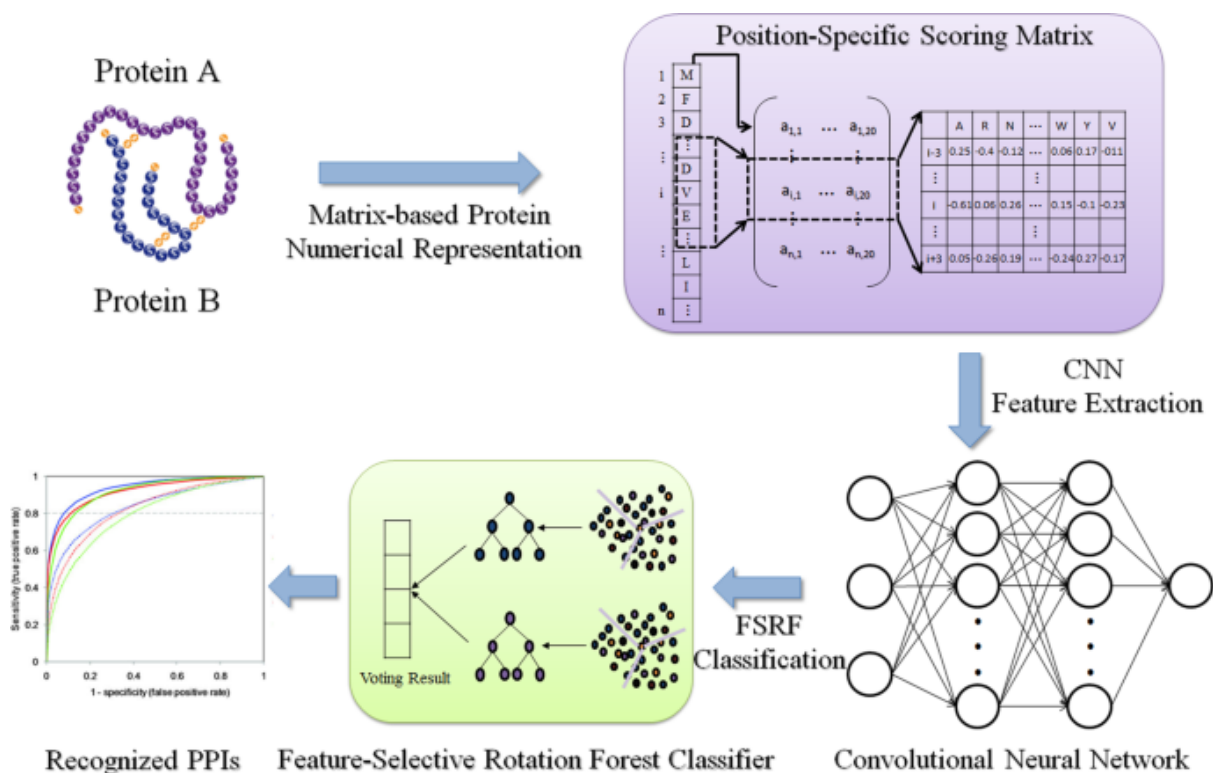 Protein A
Protein B
Matrix-based Protein
Numerical Representation
Position-Specific Scoring Matrix
1 M
2 F
3 D
⋮ ⋮
D
i V
E
⋮
⋮ L
I
n ⋮
a1,1 ... a1,20
⋮ ⋮
ai,1 ... ai,20
⋮ ⋮
an,1 ... an,20
A R N ... W Y V
i-3 0.25 -0.4 -0.12 ... 0.06 0.17 -011
⋮ ⋮
i -0.61 0.06 0.26 ... 0.15 -0.1 -0.23
⋮ ⋮
i+3 0.05 -0.26 0.19 ... -0.24 0.27 -0.17
CNN
Feature Extraction
Convolutional Neural Network
FSRF
Classification
Voting Result
Feature-Selective Rotation Forest Classifier
Sensitivity (true positive rate)
1
0.8
0.6
0.4
0.2
0
0 0.2 0.4 0.6 0.8 1
1 - specificity (false positive rate)
Recognized PPIs